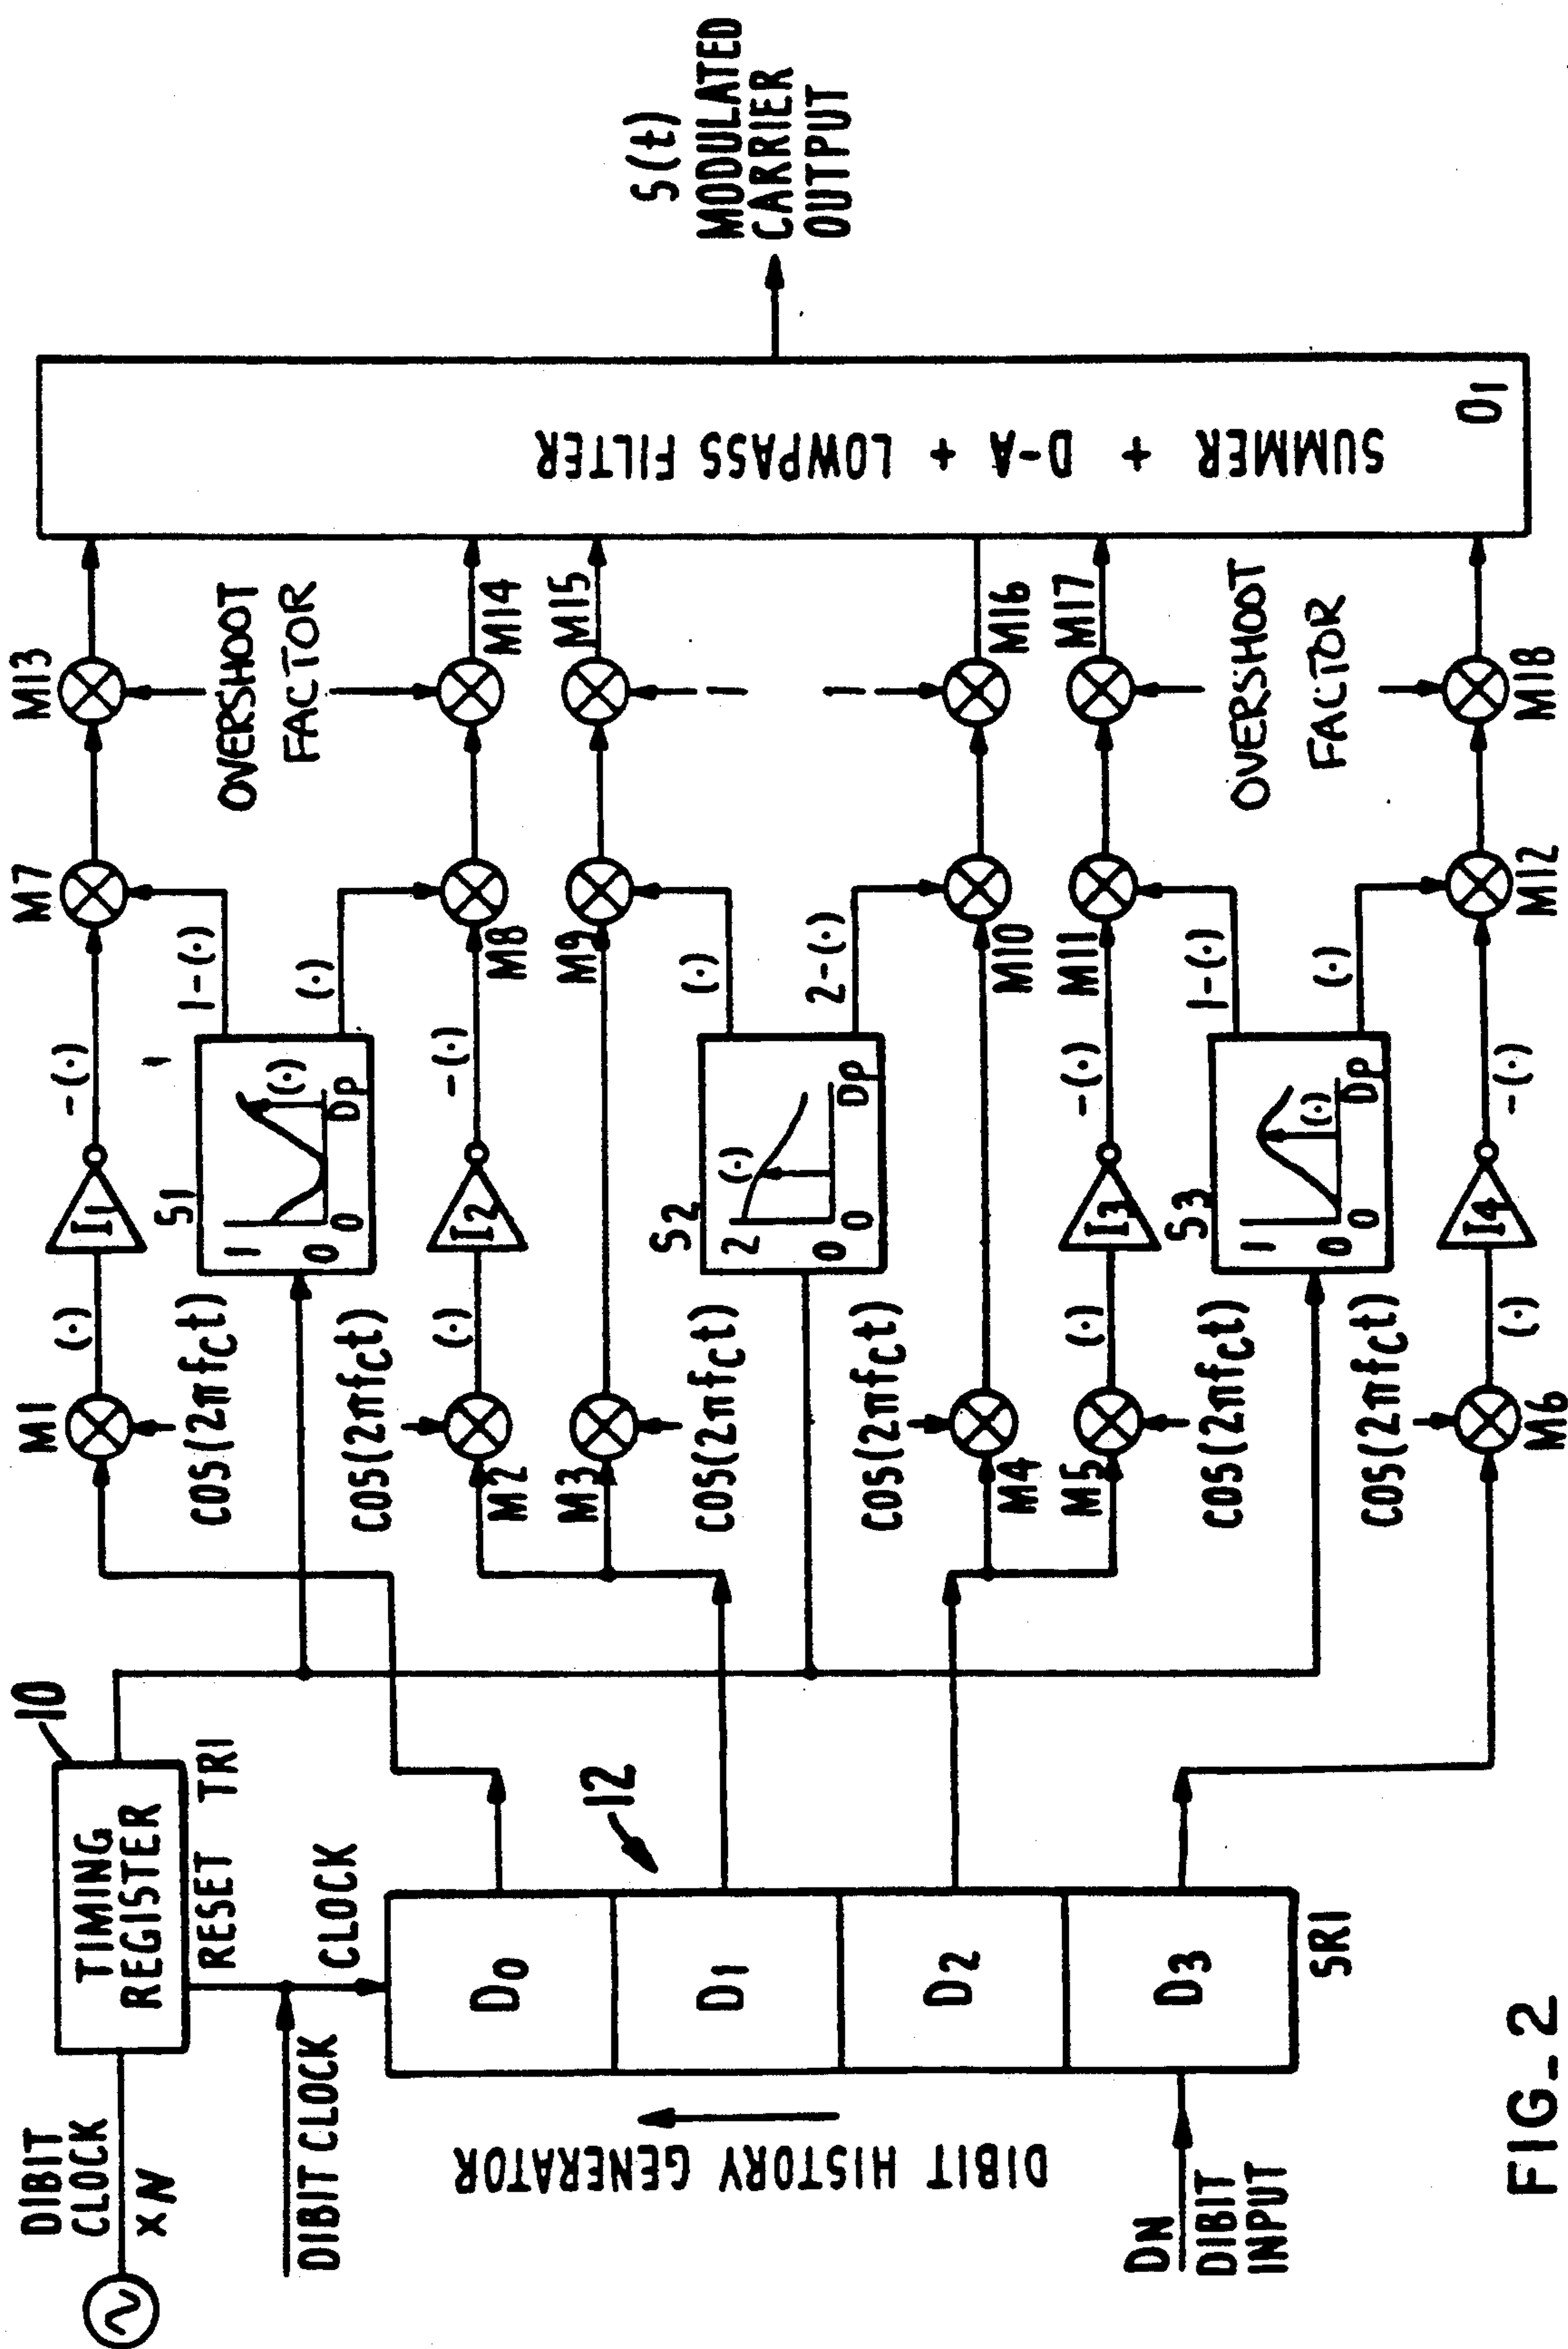 DIBIT
CLOCK
XN
TIMING
REGISTER
10
RESET TR1
DIBIT CLOCK
CLOCK
12
DIBIT HISTORY GENERATOR
D0
D1
D2
D3
SR1
DN
DIBIT
INPUT
M1
COS(2πfct)
(·)
I1
-(·)
M7
M13
S1
1
0
0
(·)
Dp
1-(·)
(·)
1
OVERSHOOT
FACTOR
COS(2πfct)
M2
(·)
I2
-(·)
M8
M14
M3
COS(2πfct)
M9
M15
S2
2
0
0
(·)
Dp
(·)
2-(·)
1
1
COS(2πfct)
M4
M10
M16
M5
COS(2πfct)
(·)
I3
-(·)
M11
M17
S3
1
0
0
(·)
Dp
1-(·)
(·)
OVERSHOOT
FACTOR
COS(2πfct)
M6
(·)
I4
-(·)
M12
M18
SUMMER + D-A + LOWPASS FILTER
O1
S(t)
MODULATED
CARRIER
OUTPUT
FIG_2